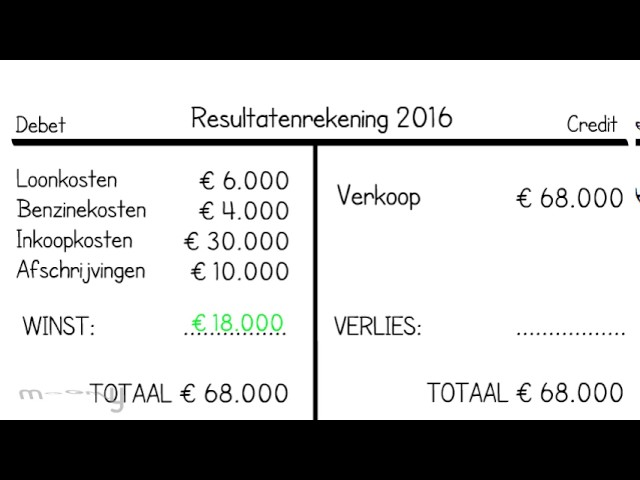 Resultatenrekening 2016
Debet
Credit
Loonkosten € 6.000
Benzinekosten € 4.000
Inkoopkosten € 30.000
Afschrijvingen € 10.000
WINST: € 18.000
TOTAAL € 68.000
Verkoop € 68.000
VERLIES: ..................
TOTAAL € 68.000